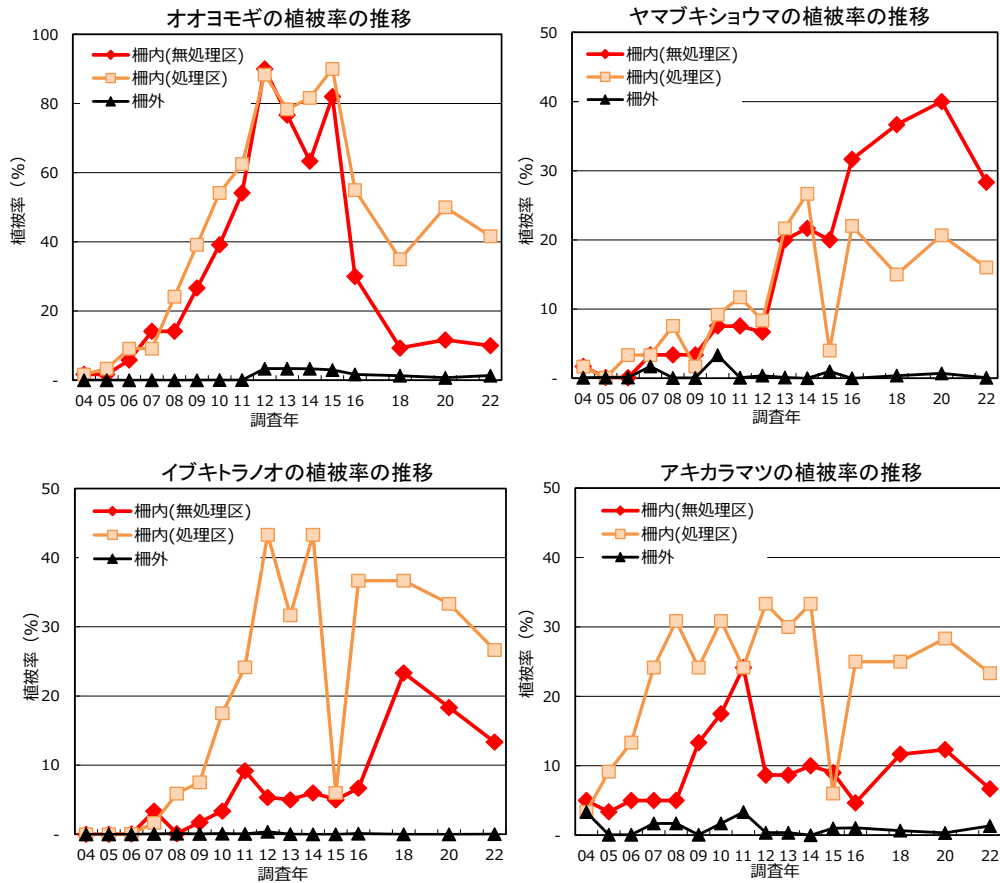 オオヨモギの植被率の推移
100
80
60
40
20
-
植被率 (%)
柵内(無処理区)
柵内(処理区)
柵外
04 05 06 07 08 09 10 11 12 13 14 15 16 18 20 22
調査年
ヤマブキショウマの植被率の推移
50
40
30
20
10
-
植被率 (%)
柵内(無処理区)
柵内(処理区)
柵外
04 05 06 07 08 09 10 11 12 13 14 15 16 18 20 22
調査年
イブキトラノオの植被率の推移
50
40
30
20
10
-
植被率 (%)
柵内(無処理区)
柵内(処理区)
柵外
04 05 06 07 08 09 10 11 12 13 14 15 16 18 20 22
調査年
アキカラマツの植被率の推移
50
40
30
20
10
-
植被率 (%)
柵内(無処理区)
柵内(処理区)
柵外
04 05 06 07 08 09 10 11 12 13 14 15 16 18 20 22
調査年